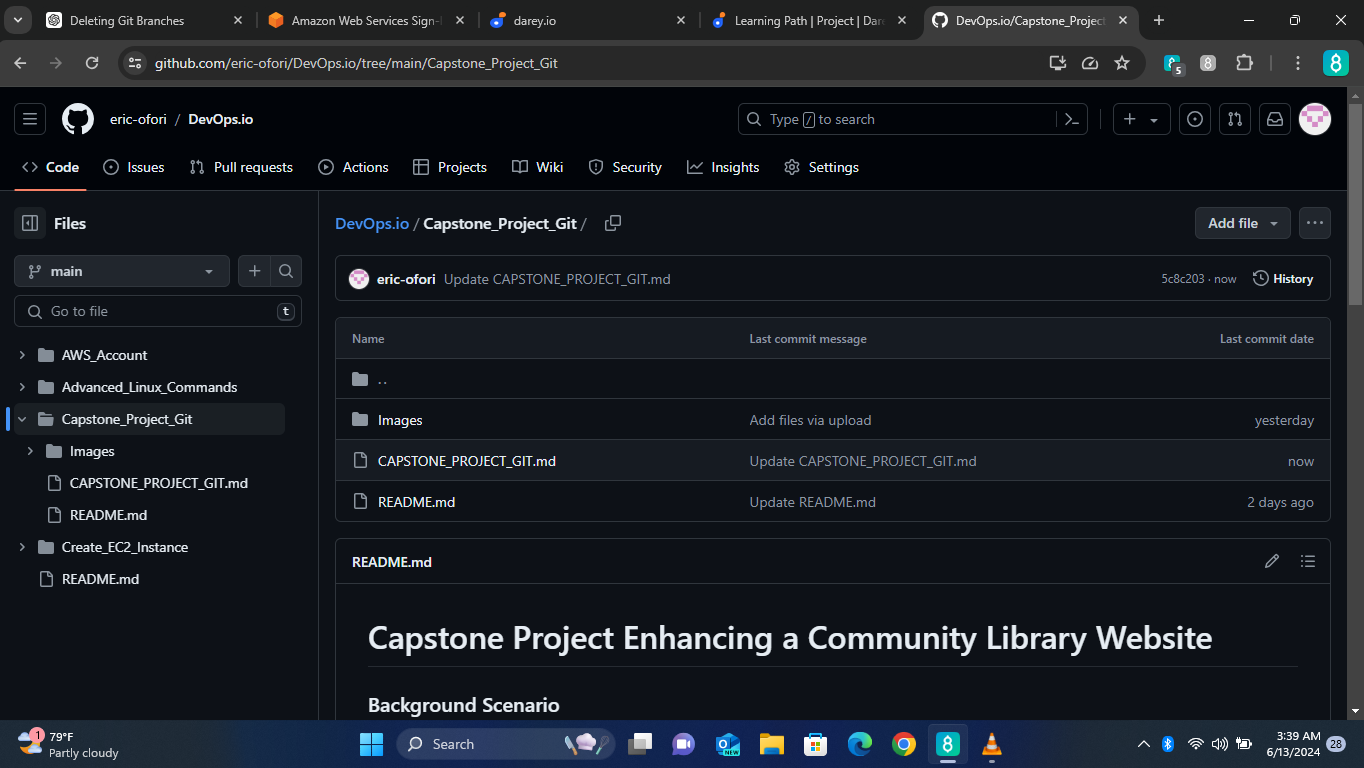 Deleting Git Branches
Amazon Web Services Sign-
darey.io
Learning Path | Project | Dare
DevOps.io/Capstone_Project
github.com/eric-ofori/DevOps.io/tree/main/Capstone_Project_Git
5
eric-ofori / DevOps.io
Type / to search
Code
Issues
Pull requests
Actions
Projects
Wiki
Security
Insights
Settings
Files
main
Go to file
t
AWS_Account
Advanced_Linux_Commands
Capstone_Project_Git
Images
CAPSTONE_PROJECT_GIT.md
README.md
Create_EC2_Instance
README.md
DevOps.io / Capstone_Project_Git /
Add file
eric-ofori Update CAPSTONE_PROJECT_GIT.md
5c8c203 · now
History
Name Last commit message Last commit date
..
Images Add files via upload yesterday
CAPSTONE_PROJECT_GIT.md Update CAPSTONE_PROJECT_GIT.md now
README.md Update README.md 2 days ago
README.md
Capstone Project Enhancing a Community Library Website
Background Scenario
1
79°F
Partly cloudy
Search
NEW
3:39 AM
6/13/2024
28